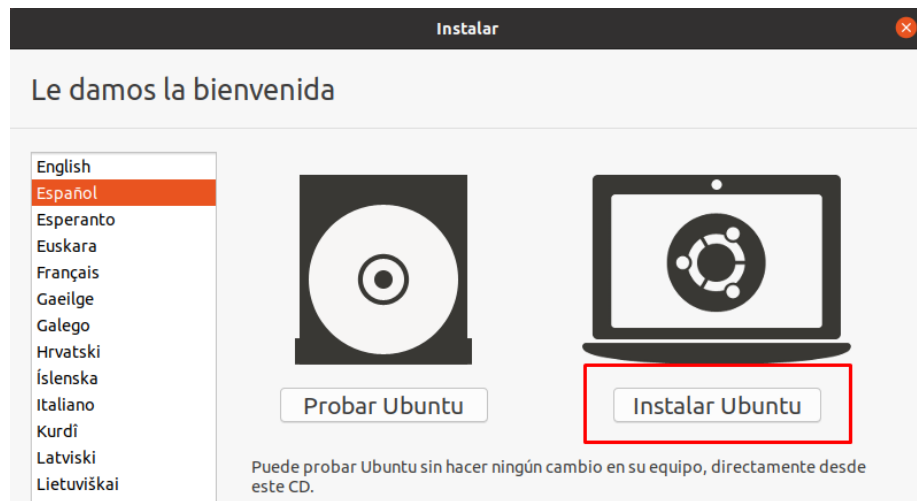 Instalar
Le damos la bienvenida
English
Español
Esperanto
Euskara
Français
Gaeilge
Galego
Hrvatski
Íslenska
Italiano
Kurdî
Latviski
Lietuviškai
Probar Ubuntu
Instalar Ubuntu
Puede probar Ubuntu sin hacer ningún cambio en su equipo, directamente desde
este CD.